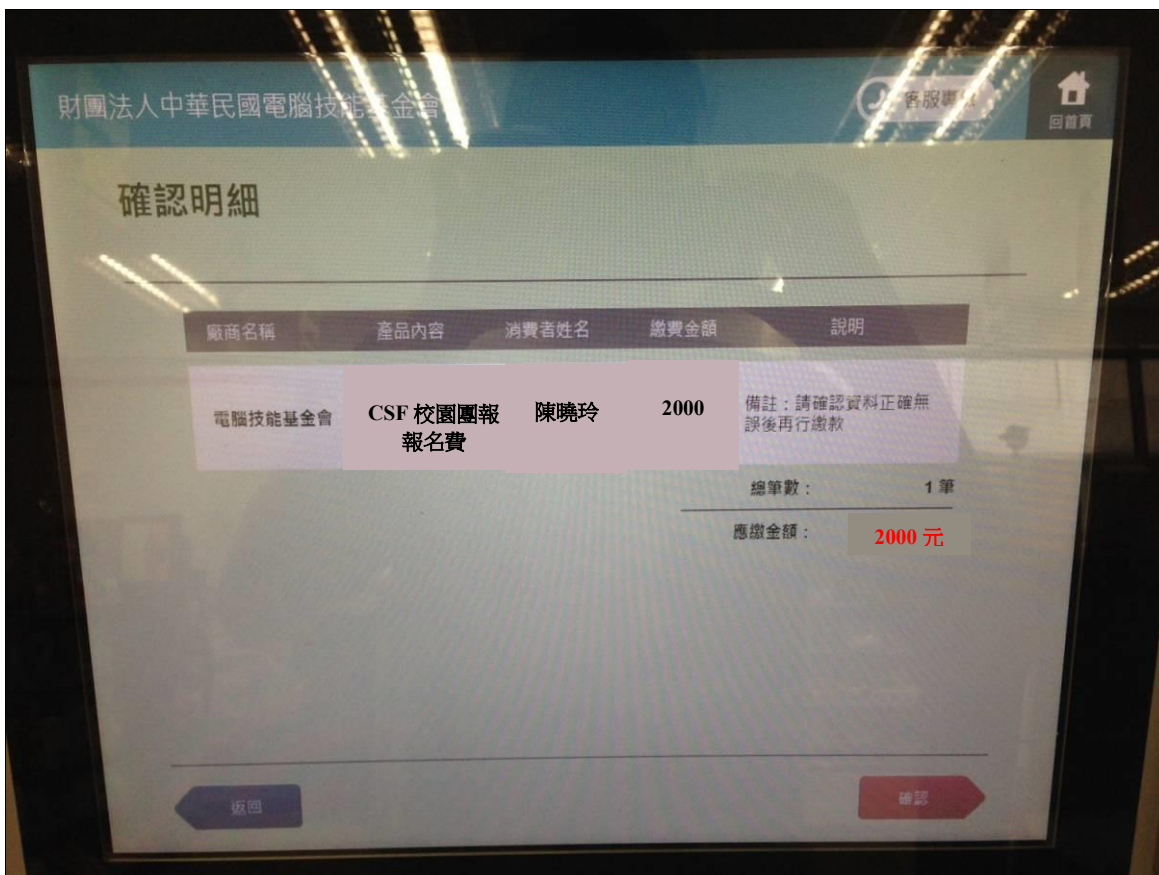 財團法人中華民國電腦技能基金會
客服專線
回首頁
確認明細
廠商名稱 產品內容 消費者姓名 繳費金額 說明
電腦技能基金會 CSF 校園團報 陳曉玲 2000 備註：請確認資料正確無
報名費 誤後再行繳款
總筆數： 1 筆
應繳金額： 2000 元
返回
確認